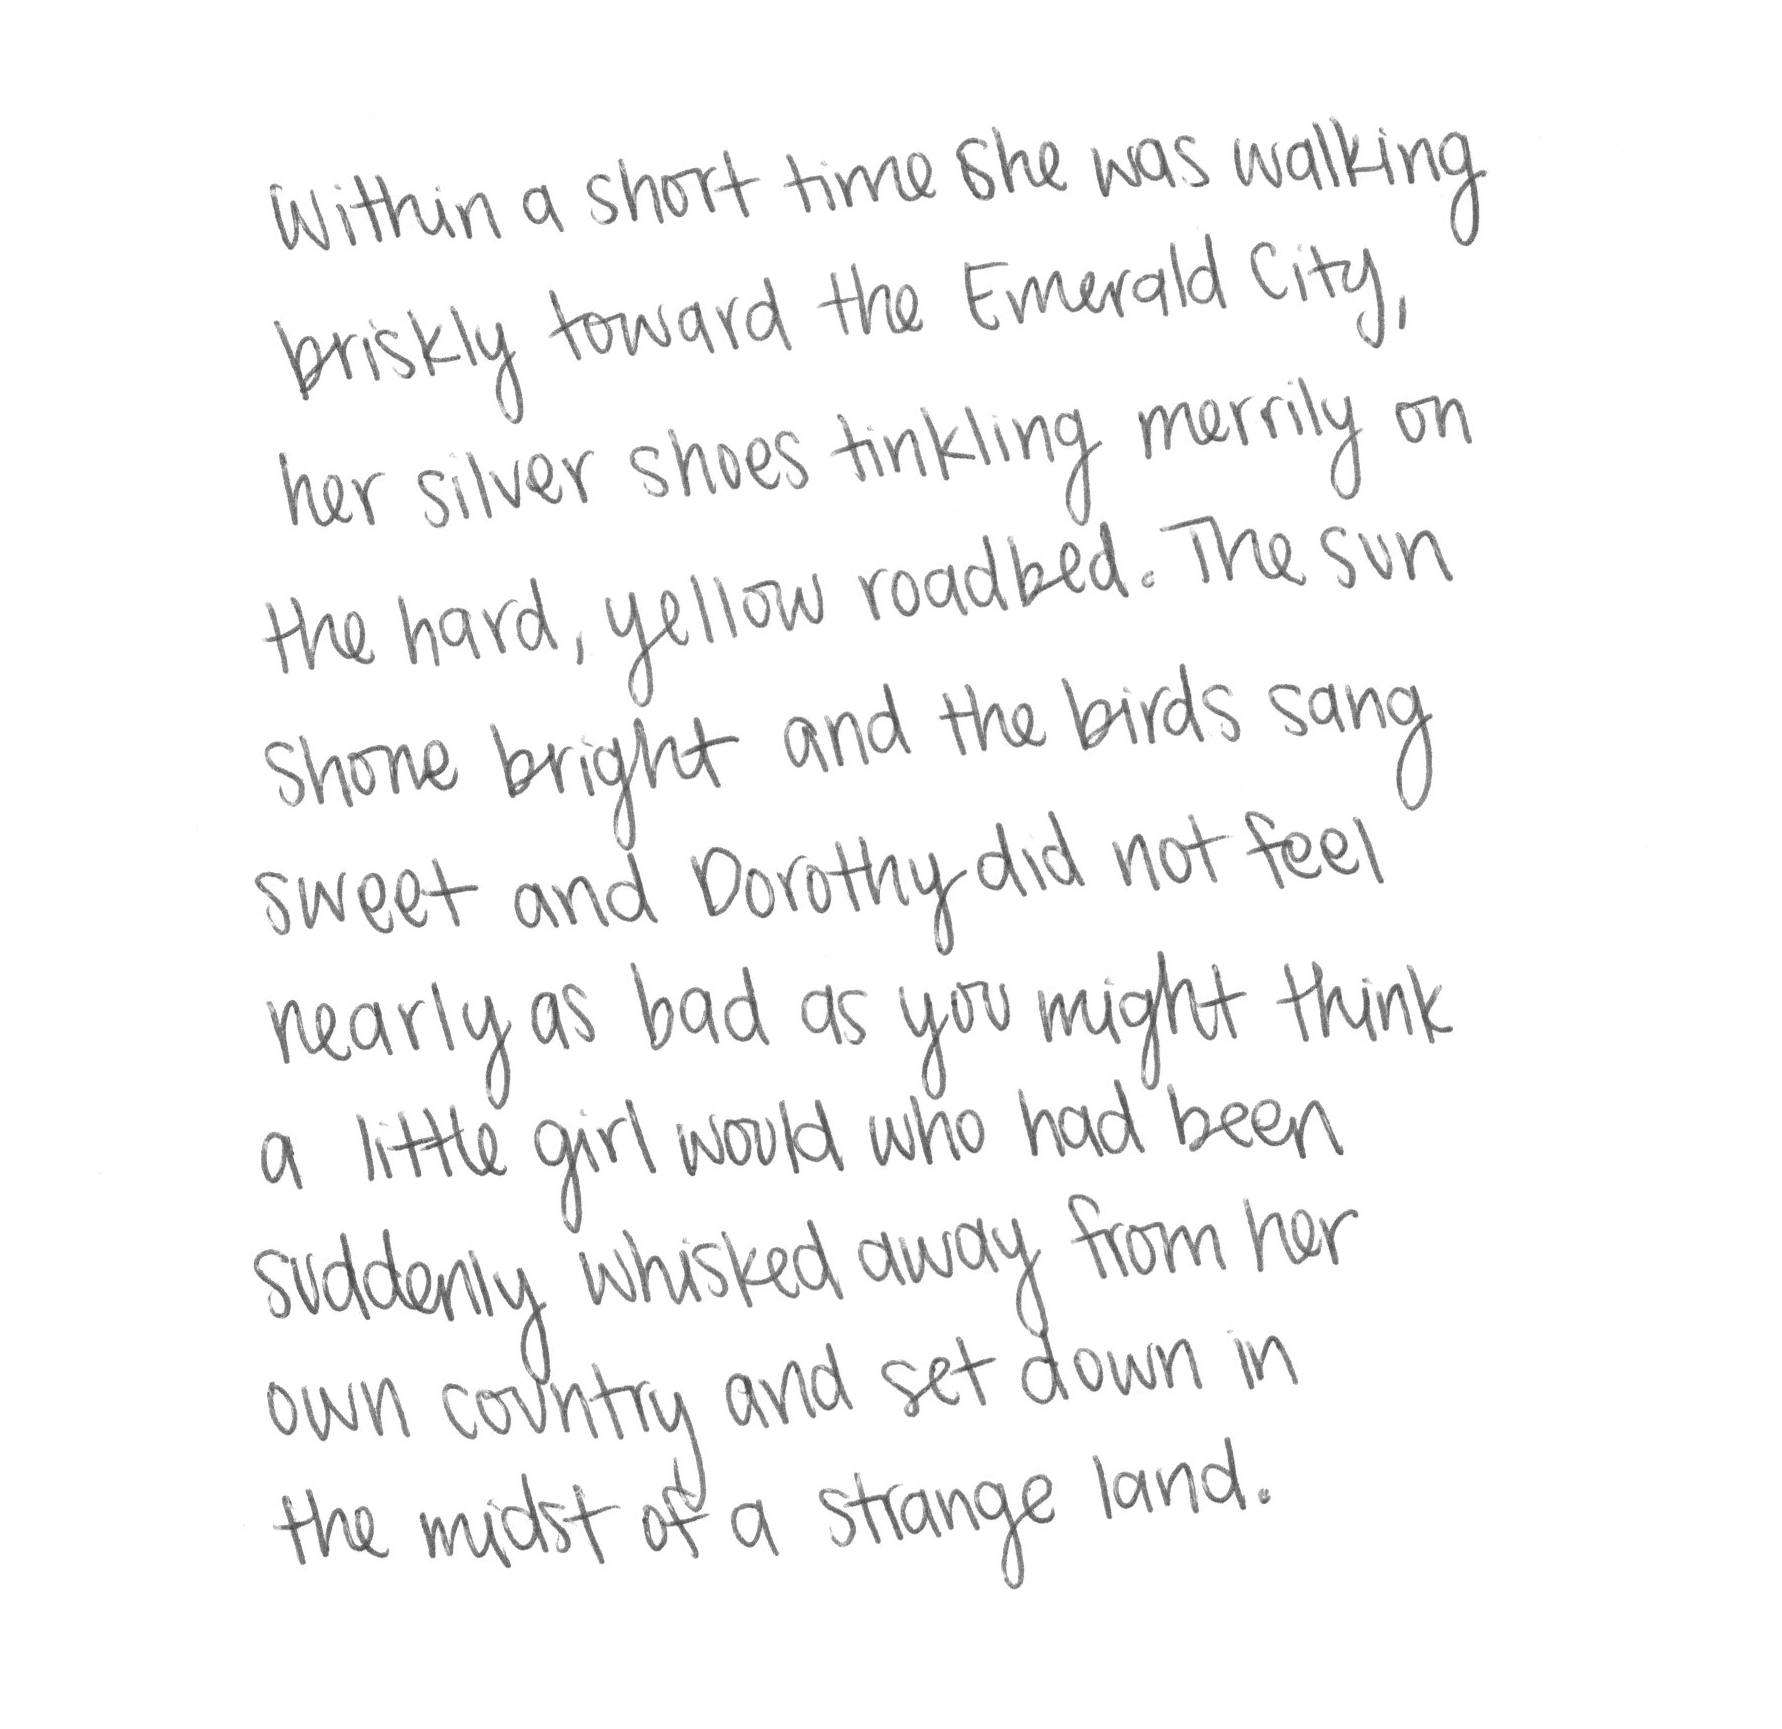 Within a short time she was walking
briskly toward the Emerald City,
her silver shoes tinkling merrily on
the hard, yellow roadbed. The sun
shone bright and the birds sang
sweet and Dorothy did not feel
nearly as bad as you might think
a little girl would who had been
suddenly whisked away from her
own country and set down in
the midst of a strange land.